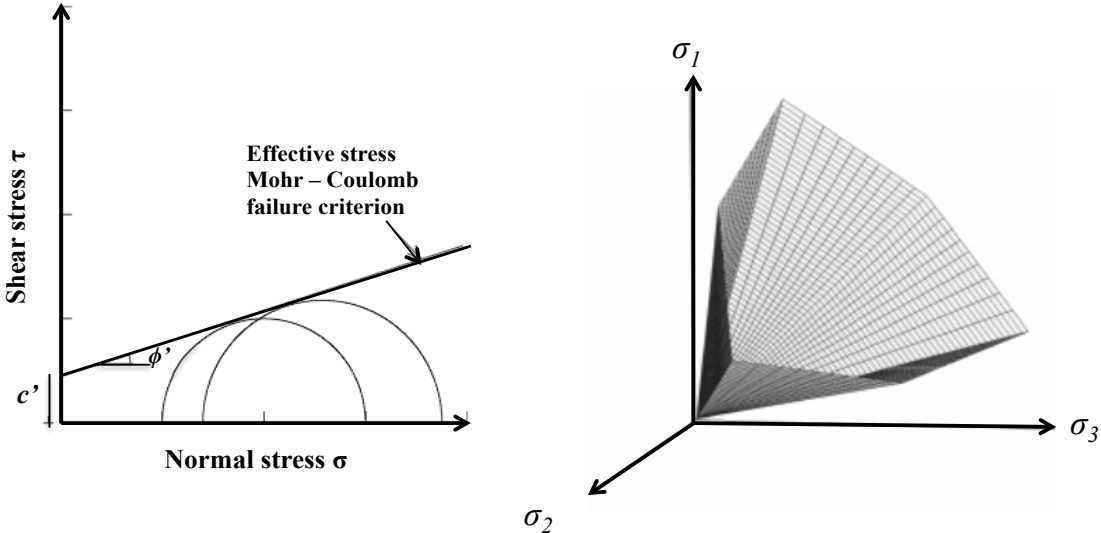 Shear stress τ
Effective stress
Mohr – Coulomb
failure criterion
ϕ’
c’
Normal stress σ
σ1
σ3
σ2